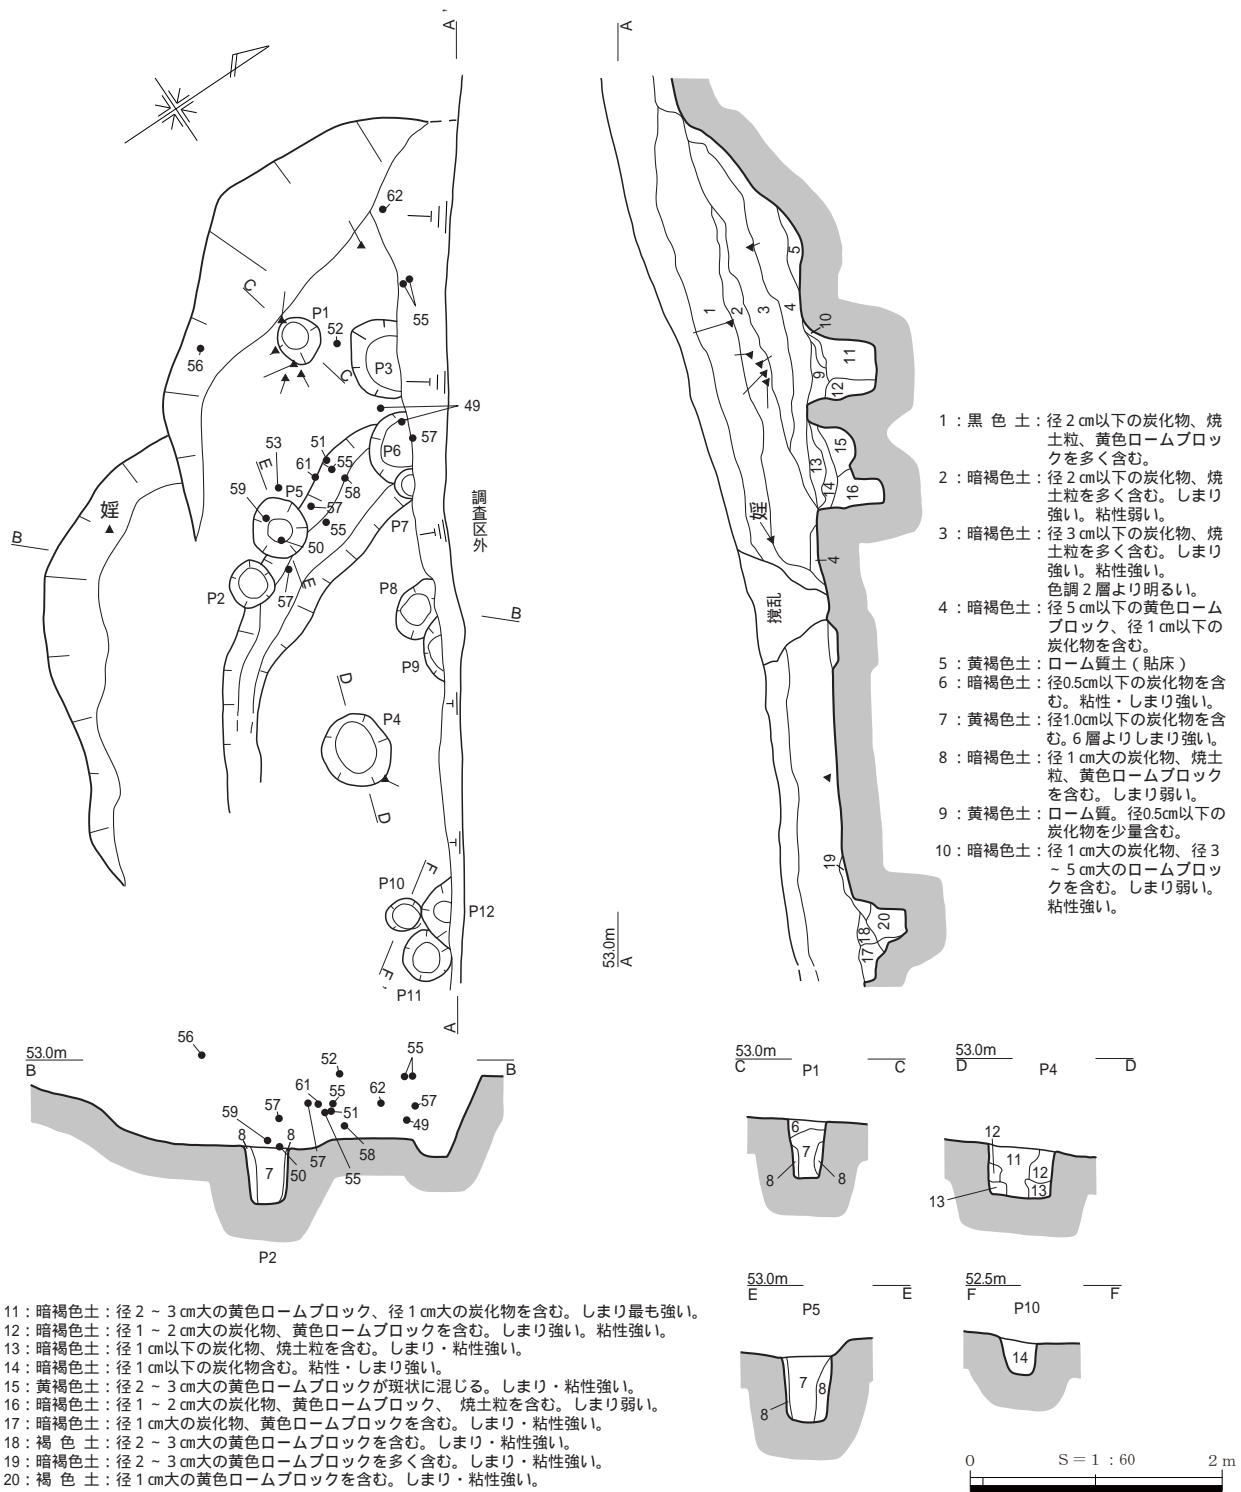 A'
A
62
C
P1
52
55
56
P3
C
49
53
51
57
E
61
55
P6
59
P5
58
57
婬
55
P7
調査区外
B
50
E
P2
57
P8
B
P9
D
P4
D
F
P10
P12
F
P11
A
A
5
1
2
3
4
10
11
9
12
15
13
14
16
婬
4
撹乱
19
20
18
17
53.0m
A
1：黒 色 土：径２㎝以下の炭化物、焼
土粒、黄色ロームブロッ
クを多く含む。
2：暗褐色土：径２㎝以下の炭化物、焼
土粒を多く含む。しまり
強い。粘性弱い。
3：暗褐色土：径３㎝以下の炭化物、焼
土粒を多く含む。しまり
強い。粘性強い。
色調２層より明るい。
4：暗褐色土：径５㎝以下の黄色ローム
ブロック、径１㎝以下の
炭化物を含む。
5：黄褐色土：ローム質土（貼床）
6：暗褐色土：径0.5㎝以下の炭化物を含
む。粘性・しまり強い。
7：黄褐色土：径1.0㎝以下の炭化物を含
む。６層よりしまり強い。
8：暗褐色土：径１㎝大の炭化物、焼土
粒、黄色ロームブロック
を含む。しまり弱い。
9：黄褐色土：ローム質。径0.5㎝以下の
炭化物を少量含む。
10：暗褐色土：径１㎝大の炭化物、径３
～５㎝大のロームブロッ
クを含む。しまり弱い。
粘性強い。
53.0m
B
56
52
55
B
61
55
62
57
57
59
51
49
8
8
58
7
50
57
55
P2
53.0m
C
P1
C
6
7
8
8
53.0m
D
P4
D
12
11
12
13
13
53.0m
E
P5
E
7
8
8
52.5m
F
P10
F
14
11：暗褐色土：径２～３㎝大の黄色ロームブロック、径１㎝大の炭化物を含む。しまり最も強い。
12：暗褐色土：径１～２㎝大の炭化物、黄色ロームブロックを含む。しまり強い。粘性強い。
13：暗褐色土：径１㎝以下の炭化物、焼土粒を含む。しまり・粘性強い。
14：暗褐色土：径１㎝以下の炭化物含む。粘性・しまり強い。
15：黄褐色土：径２～３㎝大の黄色ロームブロックが斑状に混じる。しまり・粘性強い。
16：暗褐色土：径１～２㎝大の炭化物、黄色ロームブロック、 焼土粒を含む。しまり弱い。
17：暗褐色土：径１㎝大の炭化物、黄色ロームブロックを含む。しまり・粘性強い。
18：褐 色 土：径２～３㎝大の黄色ロームブロックを含む。しまり・粘性強い。
19：暗褐色土：径２～３㎝大の黄色ロームブロックを多く含む。しまり・粘性強い。
20：褐 色 土：径１㎝大の黄色ロームブロックを含む。しまり・粘性強い。
0
S＝１：60
2 m